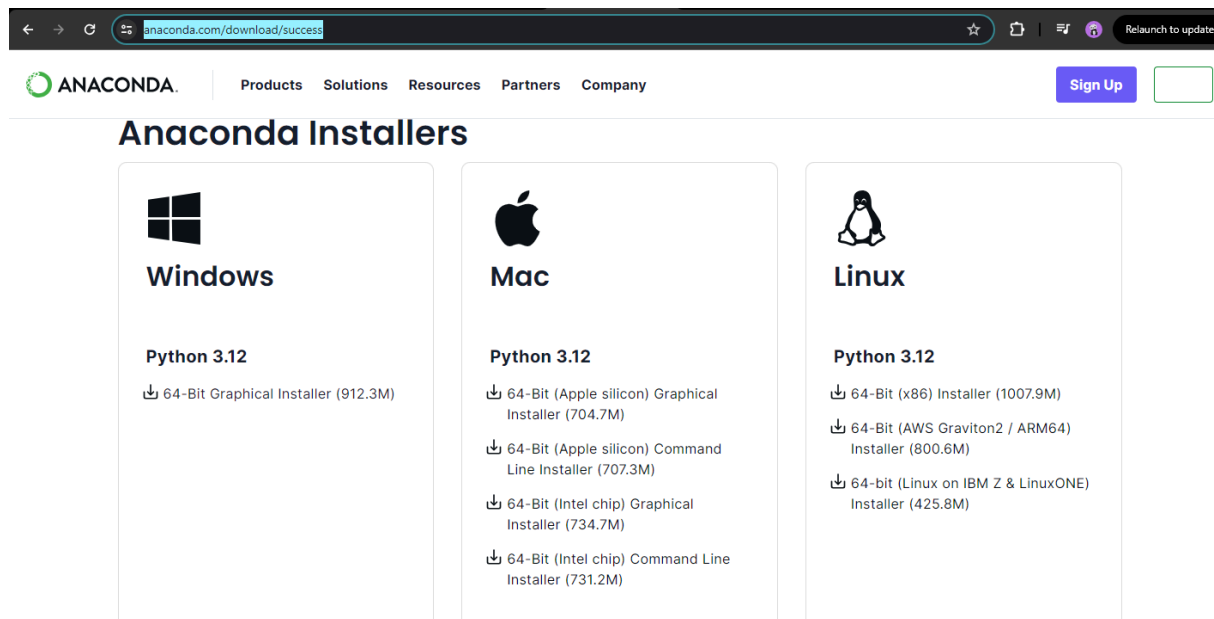 anaconda.com/download/success
Relaunch to update
ANACONDA.
Products Solutions Resources Partners Company
Sign Up
Anaconda Installers
Windows
Python 3.12
64-Bit Graphical Installer (912.3M)
Mac
Python 3.12
64-Bit (Apple silicon) Graphical
Installer (704.7M)
64-Bit (Apple silicon) Command
Line Installer (707.3M)
64-Bit (Intel chip) Graphical
Installer (734.7M)
64-Bit (Intel chip) Command Line
Installer (731.2M)
Linux
Python 3.12
64-Bit (x86) Installer (1007.9M)
64-Bit (AWS Graviton2 / ARM64)
Installer (800.6M)
64-bit (Linux on IBM Z & LinuxONE)
Installer (425.8M)